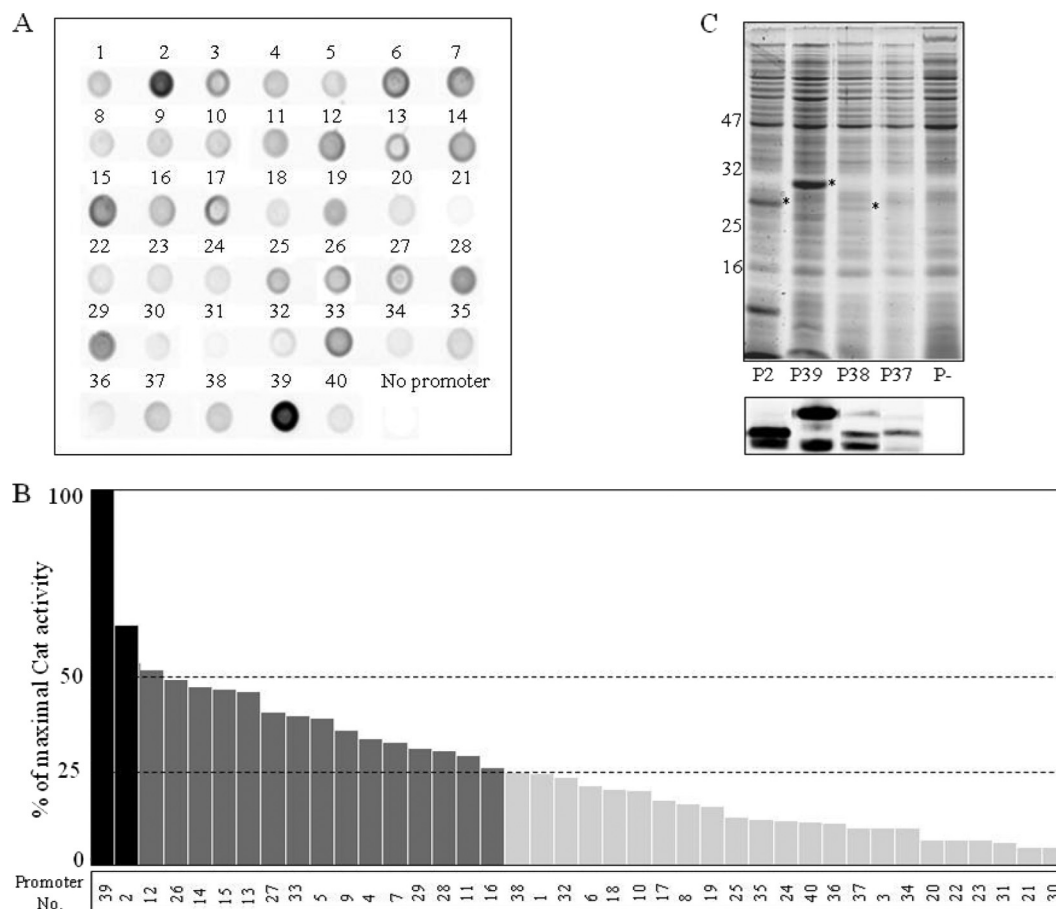 A
1 2 3 4 5 6 7
8 9 10 11 12 13 14
15 16 17 18 19 20 21
22 23 24 25 26 27 28
29 30 31 32 33 34 35
36 37 38 39 40 No promoter
C
47
32
25
16
* * *
P2 P39 P38 P37 P-
B
% of maximal Cat activity
100
50
25
0
Promoter No.
39 2 12 26 14 15 13 27 33 5 9 4 7 29 28 11 16 38 1 32 6 18 10 17 8 19 25 35 24 40 36 37 3 34 20 22 23 31 21 30